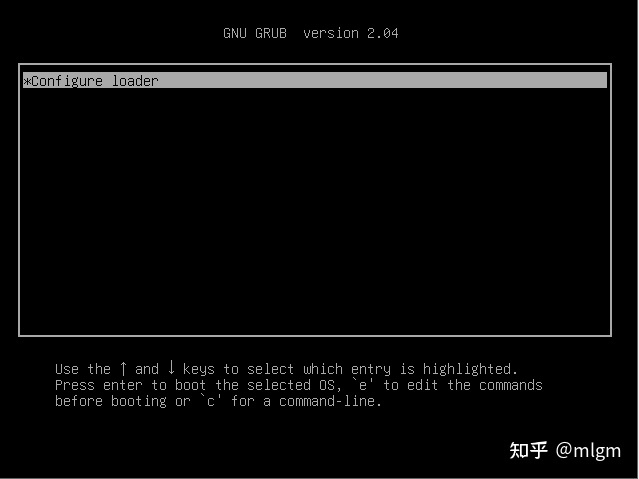 GNU GRUB  version 2.04
*Configure loader
Use the ↑ and ↓ keys to select which entry is highlighted.
Press enter to boot the selected OS, `e' to edit the commands
before booting or `c' for a command-line.
知乎 @mlgm